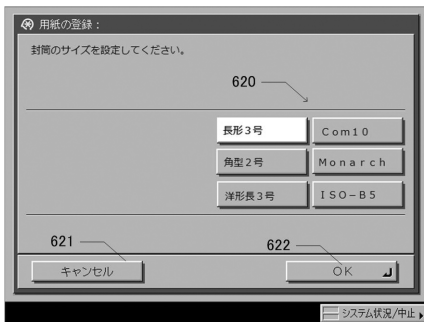 用紙の登録：
封筒のサイズを設定してください。
620
長形3号
Com10
角型2号
Monarch
洋形長3号
ISO-B5
621
622
キャンセル
OK
システム状況/中止